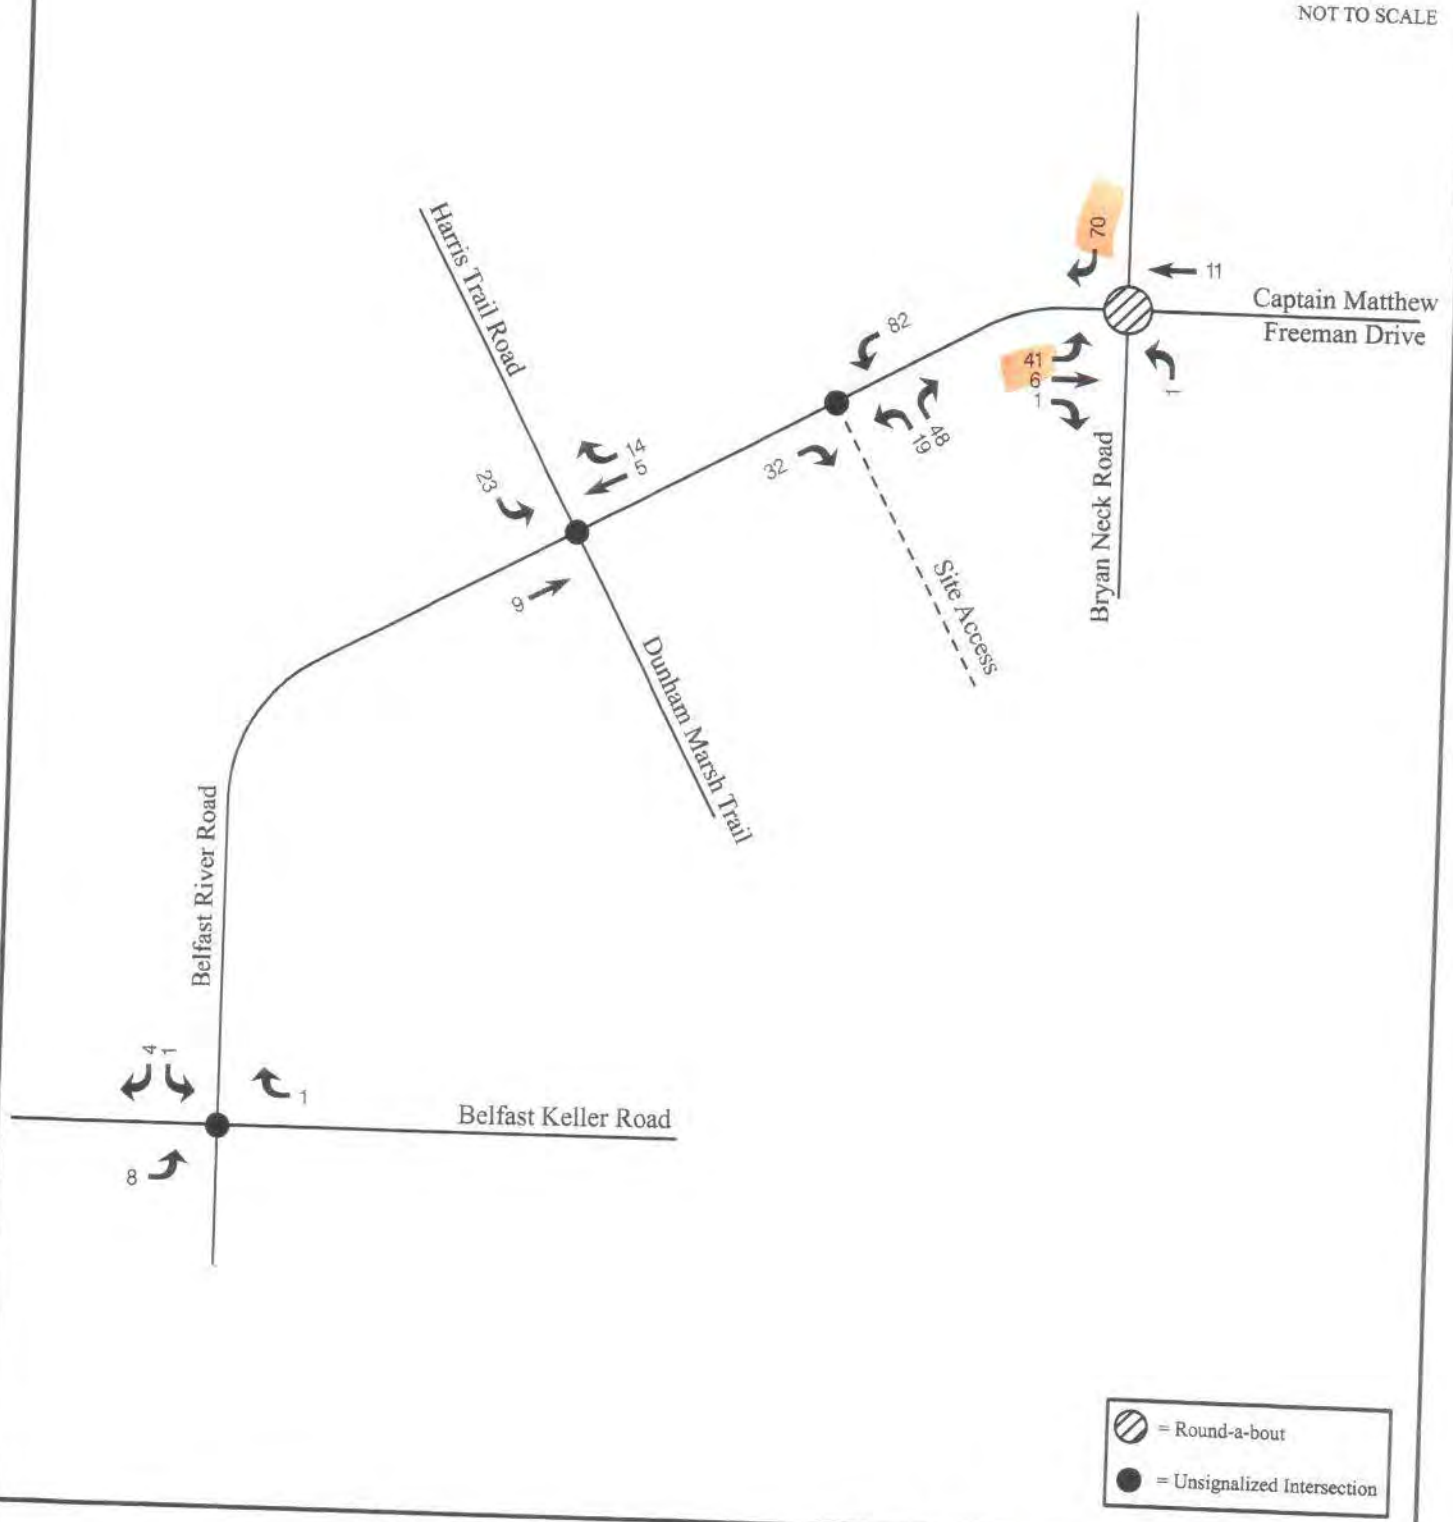 NOT TO SCALE
70
11
Captain Matthew
Freeman Drive
Harris Trail Road
82
41
6
1
1
48
19
32
14
5
23
9
Bryan Neck Road
Site Access
Dunham Marsh Trail
Belfast River Road
4
1
1
Belfast Keller Road
8
= Round-a-bout
= Unsignalized Intersection